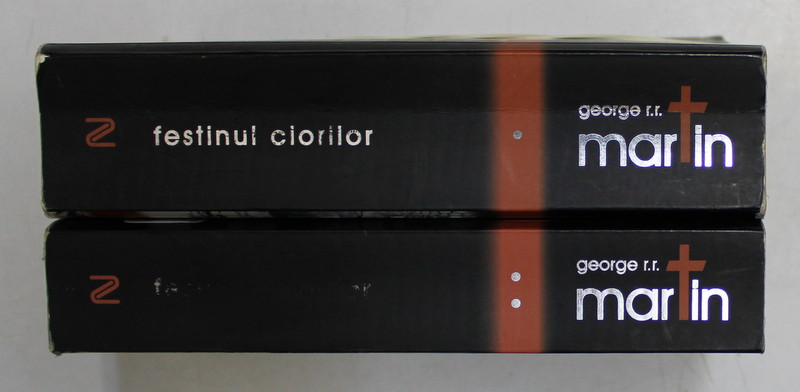 festinul ciorilor
george r.r.
martin
george r.r.
martin